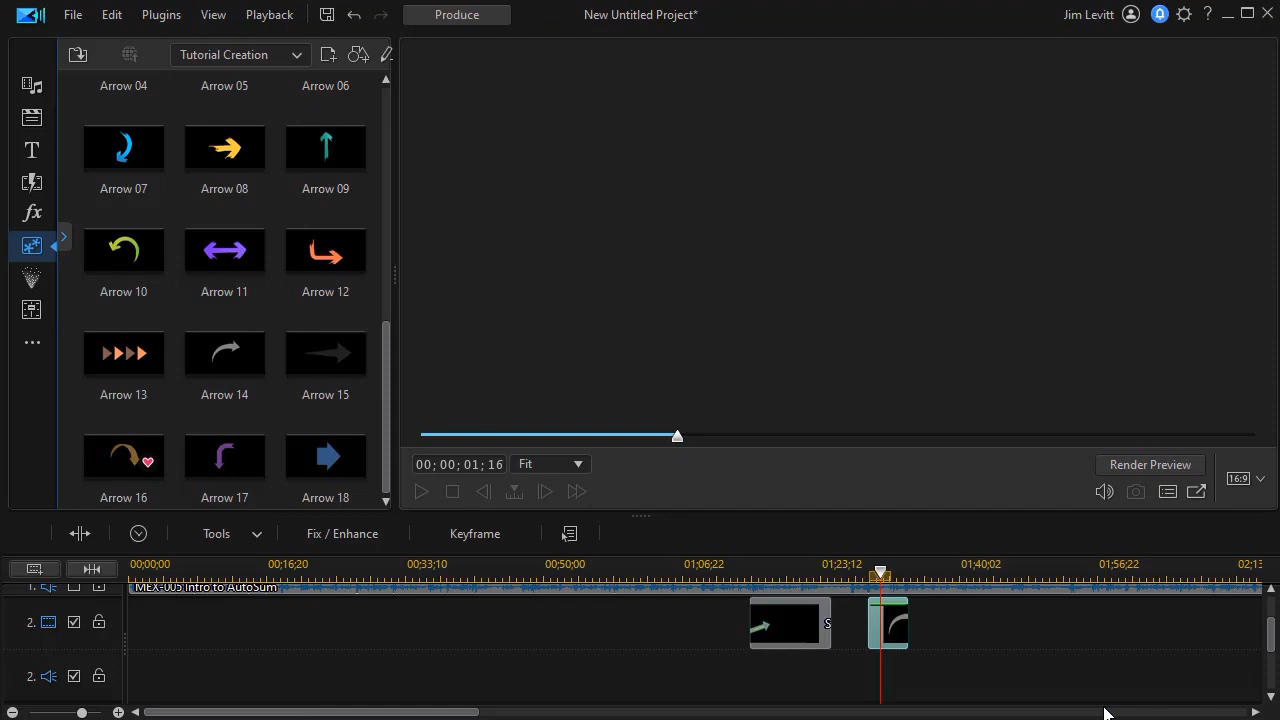 File Edit Plugins View Playback Produce New Untitled Project* Jim Levitt ?
Tutorial Creation
Arrow 04 Arrow 05 Arrow 06
Arrow 07 Arrow 08 Arrow 09
T
fx
Arrow 10 Arrow 11 Arrow 12
Arrow 13 Arrow 14 Arrow 15
Arrow 16 Arrow 17 Arrow 18
00; 00; 01; 16 Fit Render Preview
16:9
Tools Fix / Enhance Keyframe
00;00;00 00;16;20 00;33;10 00;50;00 01;06;22 01;23;12 01;40;02 01;56;22 02;13
1. MEX-005 Intro to AutoSum
2. S
2.